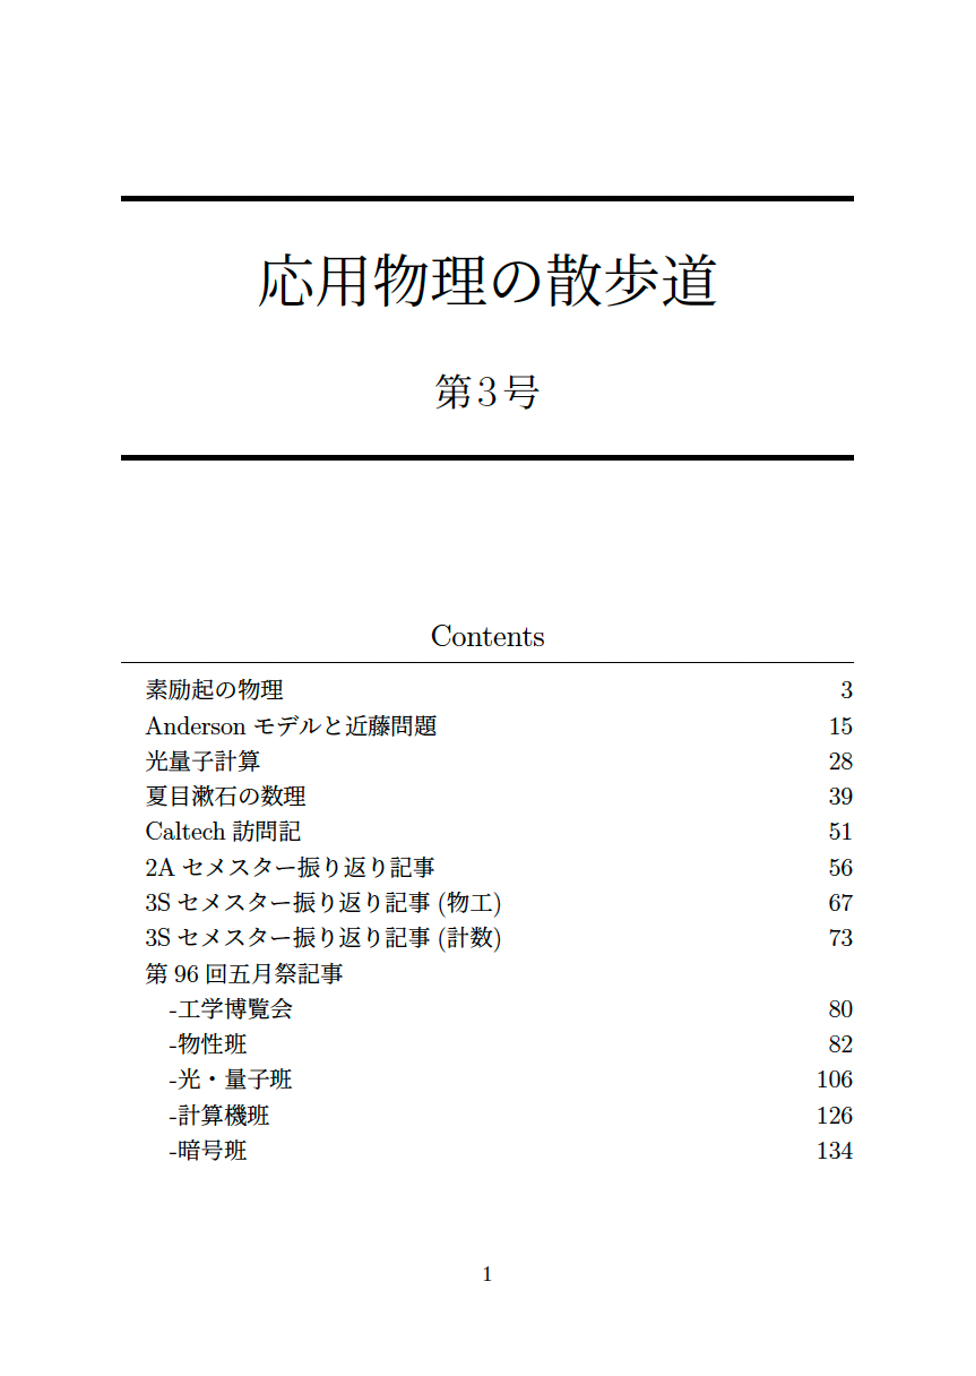 応用物理の散歩道
第3号
Contents
素励起の物理 3
Anderson モデルと近藤問題 15
光量子計算 28
夏目漱石の数理 39
Caltech 訪問記 51
2A セメスター振り返り記事 56
3S セメスター振り返り記事 (物工) 67
3S セメスター振り返り記事 (計数) 73
第 96 回五月祭記事
-工学博覧会 80
-物性班 82
-光・量子班 106
-計算機班 126
-暗号班 134
1